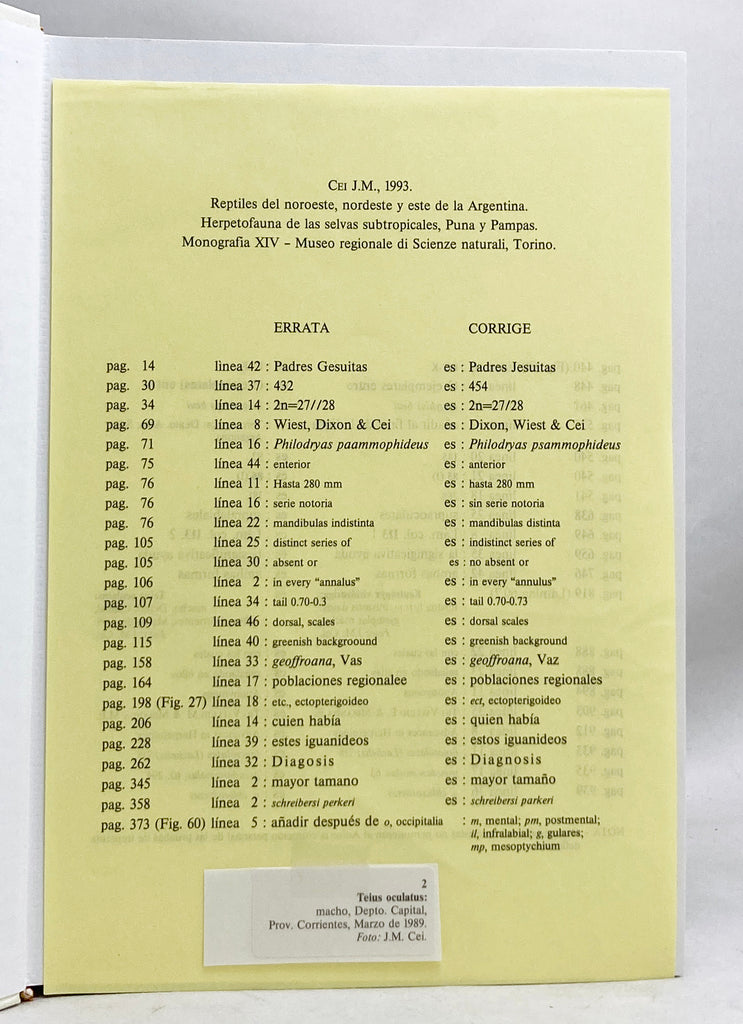 CEI J.M., 1993.
Reptiles del noroeste, nordeste y este de la Argentina.
Herpetofauna de las selvas subtropicales, Puna y Pampas.
Monografia XIV – Museo regionale di Scienze naturali, Torino.
ERRATA CORRIGE
pag. 14 línea 42 : Padres Gesuitas es : Padres Jesuitas
pag. 30 línea 37 : 432 es : 454
pag. 34 línea 14 : 2n=27//28 es : 2n=27/28
pag. 69 línea 8 : Wiest, Dixon & Cei es : Dixon, Wiest & Cei
pag. 71 línea 16 : Philodryas paammophideus es : Philodryas psammophideus
pag. 75 línea 44 : enterior es : anterior
pag. 76 línea 11 : Hasta 280 mm es : hasta 280 mm
pag. 76 línea 16 : serie notoria es : sin serie notoria
pag. 76 línea 22 : mandibulas indistinta es : mandibulas distinta
pag. 105 línea 25 : distinct series of es : indistinct series of
pag. 105 línea 30 : absent or es : no absent or
pag. 106 línea 2 : in every “annalus” es : in every “annulus”
pag. 107 línea 34 : tail 0.70-0.3 es : tail 0.70-0.73
pag. 109 línea 46 : dorsal, scales es : dorsal scales
pag. 115 línea 40 : greenish backgroound es : greenish background
pag. 158 línea 33 : geoffroana, Vas es : geoffroana, Vaz
pag. 164 línea 17 : poblaciones regionalee es : poblaciones regionales
pag. 198 (Fig. 27) línea 18 : etc., ectopterigoideo es : ect, ectopterigoideo
pag. 206 línea 14 : cuien había es : quien había
pag. 228 línea 39 : estes iguanideos es : estos iguanideos
pag. 262 línea 32 : Diagosis es : Diagnosis
pag. 345 línea 2 : mayor tamano es : mayor tamaño
pag. 358 línea 2 : schreibersi perkeri es : schreibersi parkeri
pag. 373 (Fig. 60) línea 5 : añadir después de o, occipitalia : m, mental; pm, postmental;
il, infralabial; g, gulares;
mp, mesoptychium
2
Teius oculatus:
macho, Depto. Capital,
Prov. Corrientes, Marzo de 1989.
Foto: J.M. Cei.